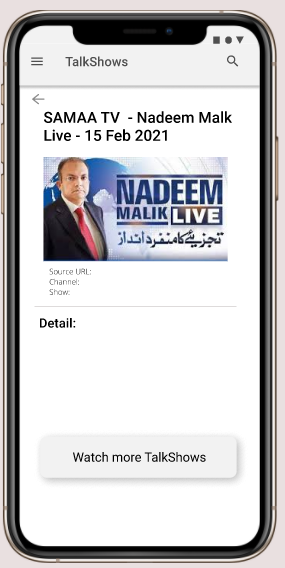 TalkShows
SAMAA TV - Nadeem Malk
Live - 15 Feb 2021
NADEEM
MALIK LIVE
تجزیئے کا منفرد انداز
Source URL:
Channel:
Show:
Detail:
Watch more TalkShows